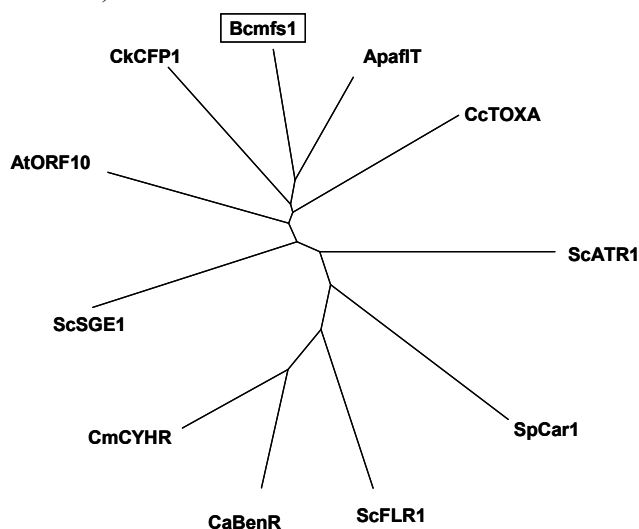 Bcmfs1
CkCFP1
ApaflT
CcTOXA
AtORF10
ScATR1
ScSGE1
CmCYHR
SpCar1
CaBenR
ScFLR1